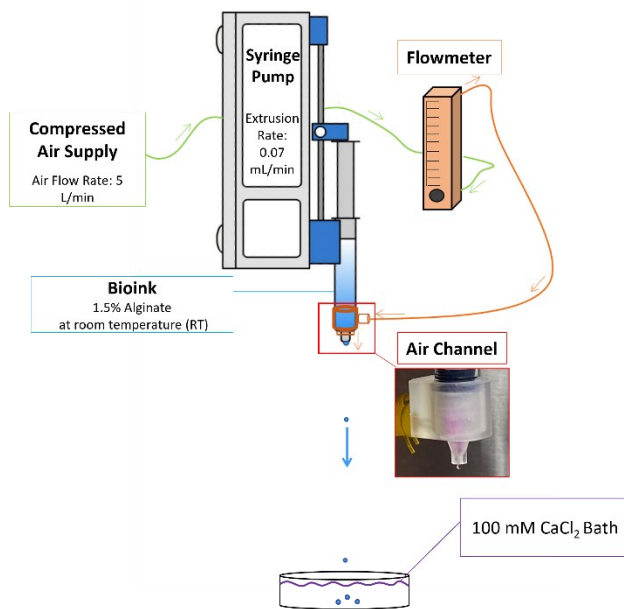 Syringe
Pump
Extrusion
Rate:
0.07
mL/min
Flowmeter
Compressed
Air Supply
Air Flow Rate: 5
L/min
Bioink
1.5% Alginate
at room temperature (RT)
Air Channel
100 mM CaCl₂ Bath